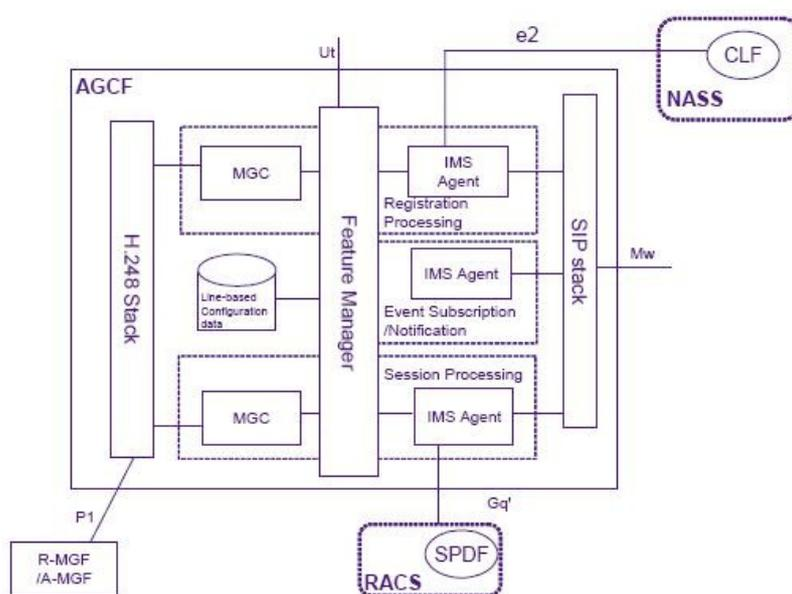 e2
CLF
NASS
Ut
AGCF
MGC
IMS
Agent
Registration
Processing
H.248 Stack
Feature Manager
SIP stack
Mw
IMS Agent
Line-based
Configuration
data
Event Subscription
/Notification
Session Processing
MGC
IMS Agent
P1
Gq'
R-MGF
/A-MGF
SPDF
RACS